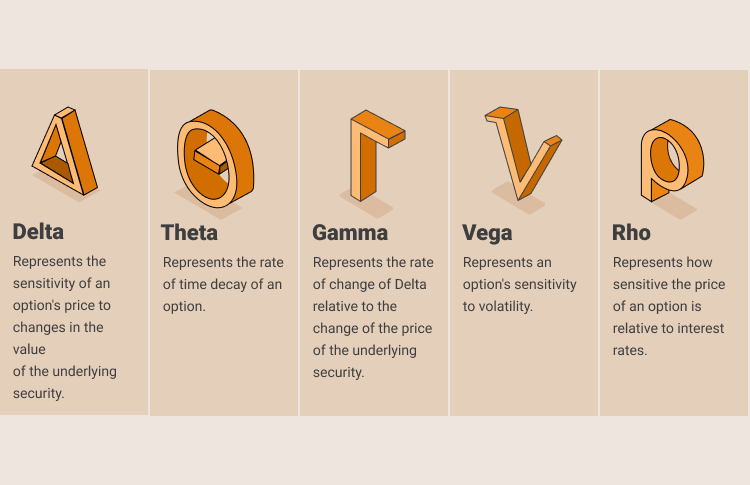 Delta
Represents the
sensitivity of an
option's price to
changes in the
value
of the underlying
security.
Theta
Represents the rate
of time decay of an
option.
Gamma
Represents the rate
of change of Delta
relative to the
change of the price
of the underlying
security.
Vega
Represents an
option's sensitivity
to volatility.
Rho
Represents how
sensitive the price
of an option is
relative to interest
rates.